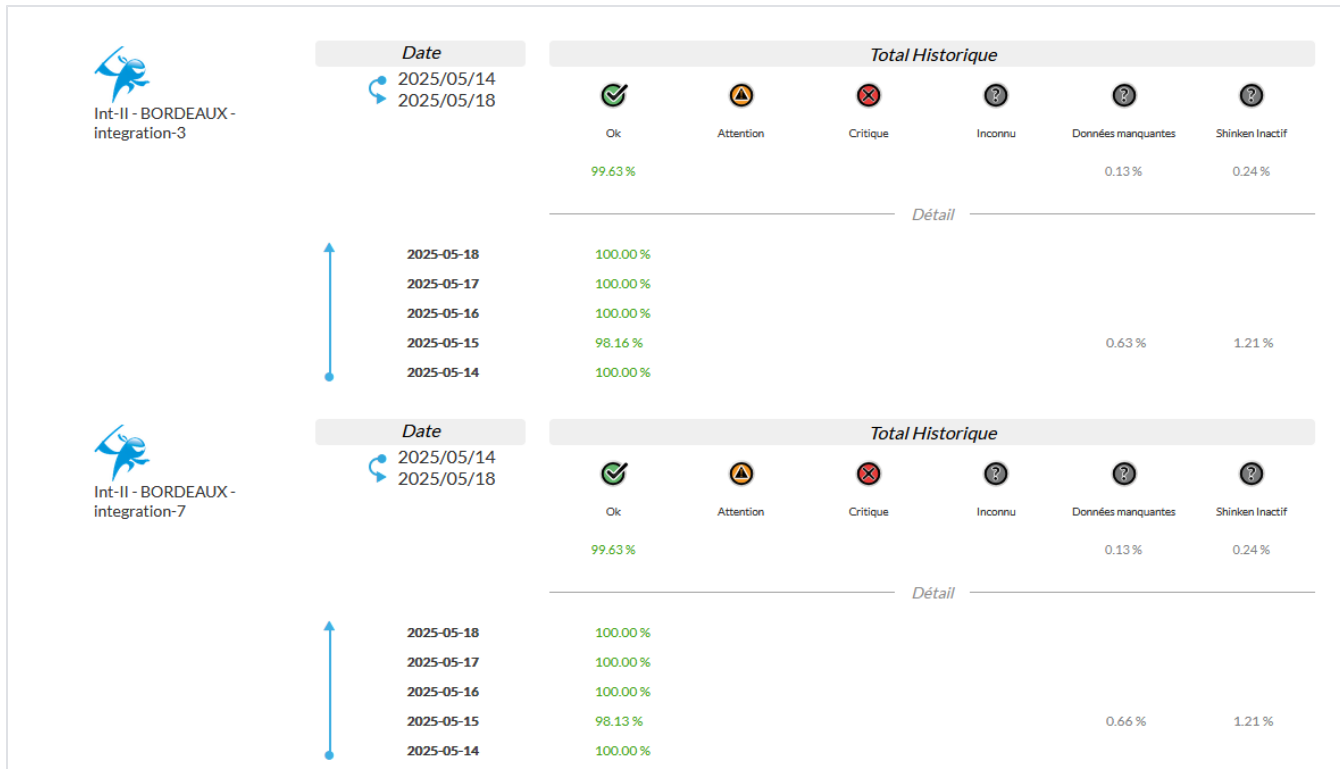 Date
Total Historique
2025/05/14
2025/05/18
Int-II - BORDEAUX -
integration-3
Ok Attention Critique Inconnu Données manquantes Shinken Inactif
99.63 % 0.13 % 0.24 %
Détail
2025-05-18 100.00 %
2025-05-17 100.00 %
2025-05-16 100.00 %
2025-05-15 98.16 % 0.63 % 1.21 %
2025-05-14 100.00 %
Date
Total Historique
2025/05/14
2025/05/18
Int-II - BORDEAUX -
integration-7
Ok Attention Critique Inconnu Données manquantes Shinken Inactif
99.63 % 0.13 % 0.24 %
Détail
2025-05-18 100.00 %
2025-05-17 100.00 %
2025-05-16 100.00 %
2025-05-15 98.13 % 0.66 % 1.21 %
2025-05-14 100.00 %